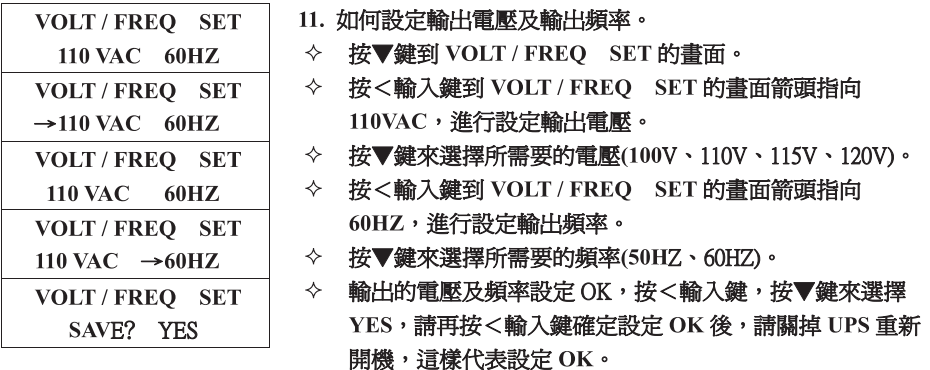 VOLT / FREQ SET
110 VAC 60HZ
VOLT / FREQ SET
→110 VAC 60HZ
VOLT / FREQ SET
110 VAC 60HZ
VOLT / FREQ SET
110 VAC →60HZ
VOLT / FREQ SET
SAVE? YES
11. 如何設定輸出電壓及輸出頻率。
✧ 按▼鍵到 VOLT / FREQ SET 的畫面。
✧ 按＜輸入鍵到 VOLT / FREQ SET 的畫面箭頭指向
110VAC，進行設定輸出電壓。
✧ 按▼鍵來選擇所需要的電壓(100V、110V、115V、120V)。
✧ 按＜輸入鍵到 VOLT / FREQ SET 的畫面箭頭指向
60HZ，進行設定輸出頻率。
✧ 按▼鍵來選擇所需要的頻率(50HZ、60HZ)。
✧ 輸出的電壓及頻率設定 OK，按＜輸入鍵，按▼鍵來選擇
YES，請再按＜輸入鍵確定設定 OK 後，請關掉 UPS 重新
開機，這樣代表設定 OK。